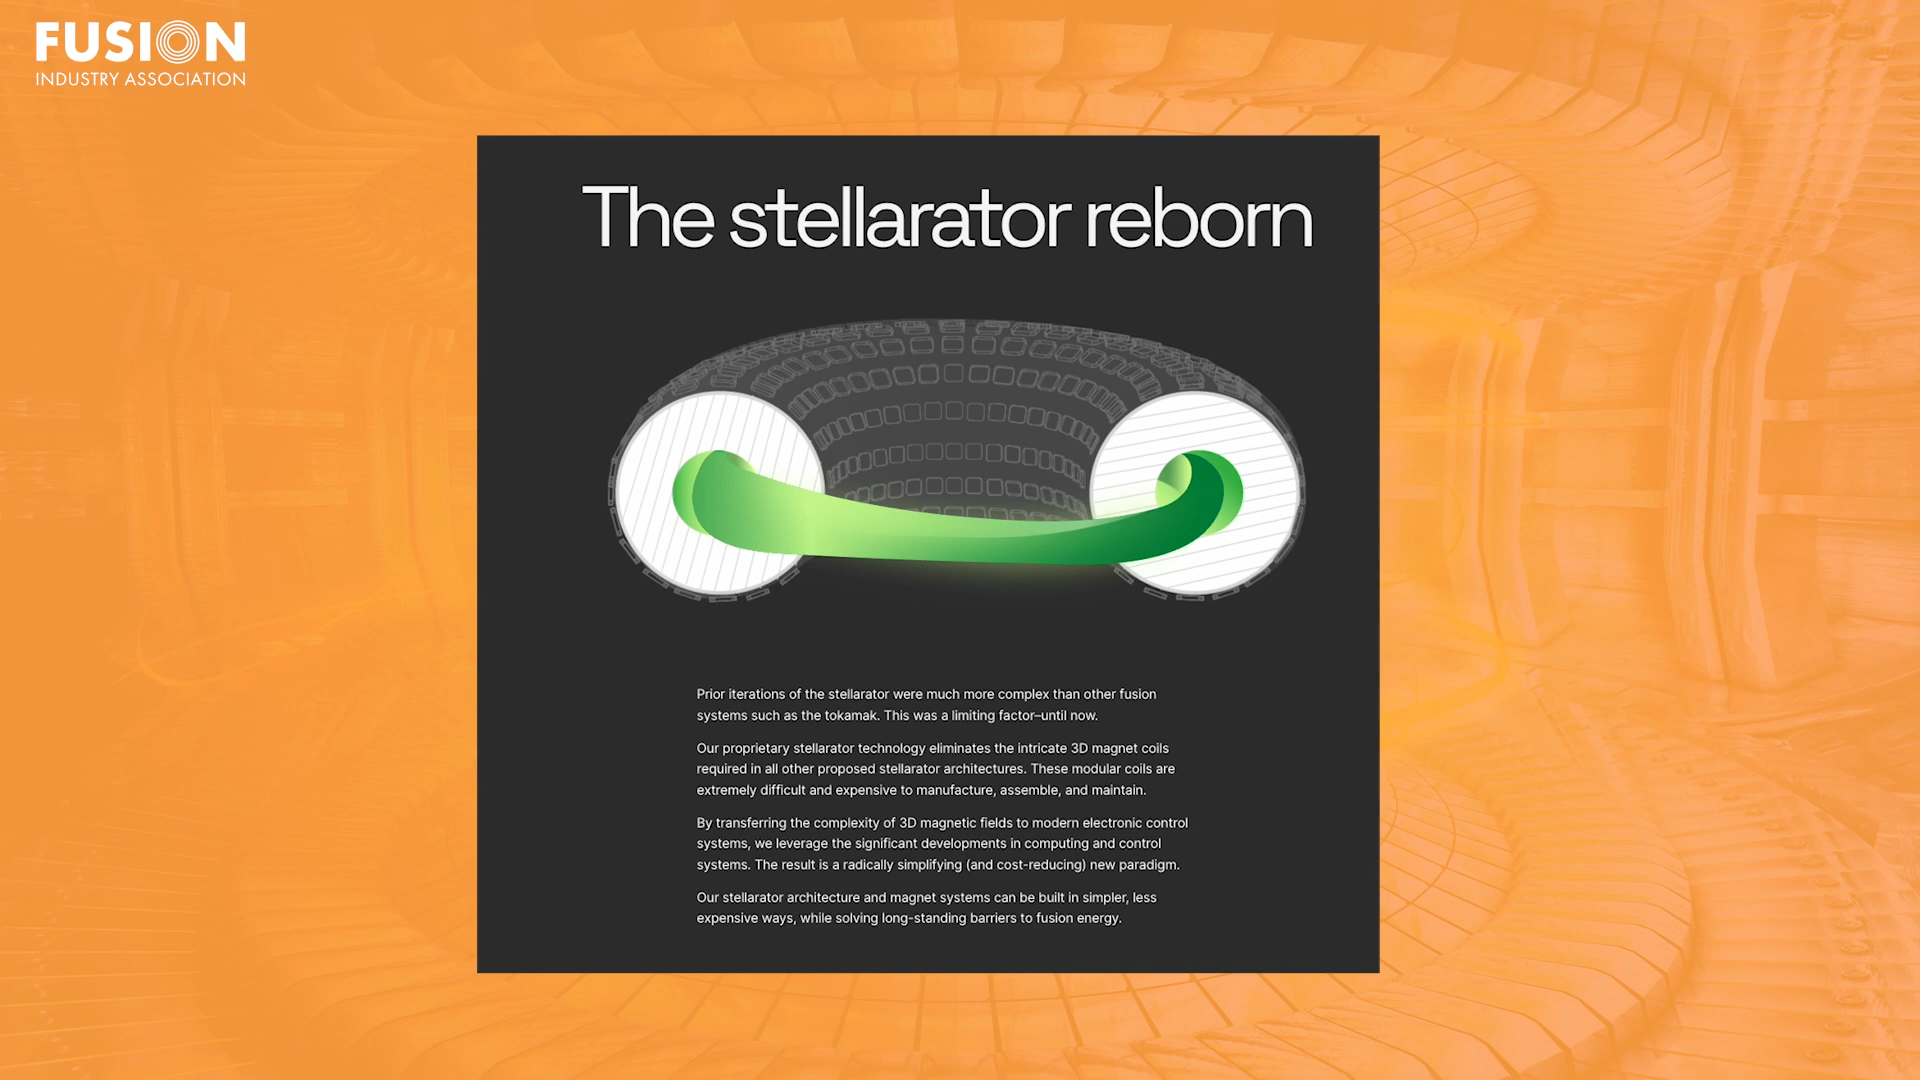 FUSION
INDUSTRY ASSOCIATION
The stellarator reborn
Prior iterations of the stellarator were much more complex than other fusion
systems such as the tokamak. This was a limiting factor–until now.
Our proprietary stellarator technology eliminates the intricate 3D magnet coils
required in all other proposed stellarator architectures. These modular coils are
extremely difficult and expensive to manufacture, assemble, and maintain.
By transferring the complexity of 3D magnetic fields to modern electronic control
systems, we leverage the significant developments in computing and control
systems. The result is a radically simplifying (and cost-reducing) new paradigm.
Our stellarator architecture and magnet systems can be built in simpler, less
expensive ways, while solving long-standing barriers to fusion energy.